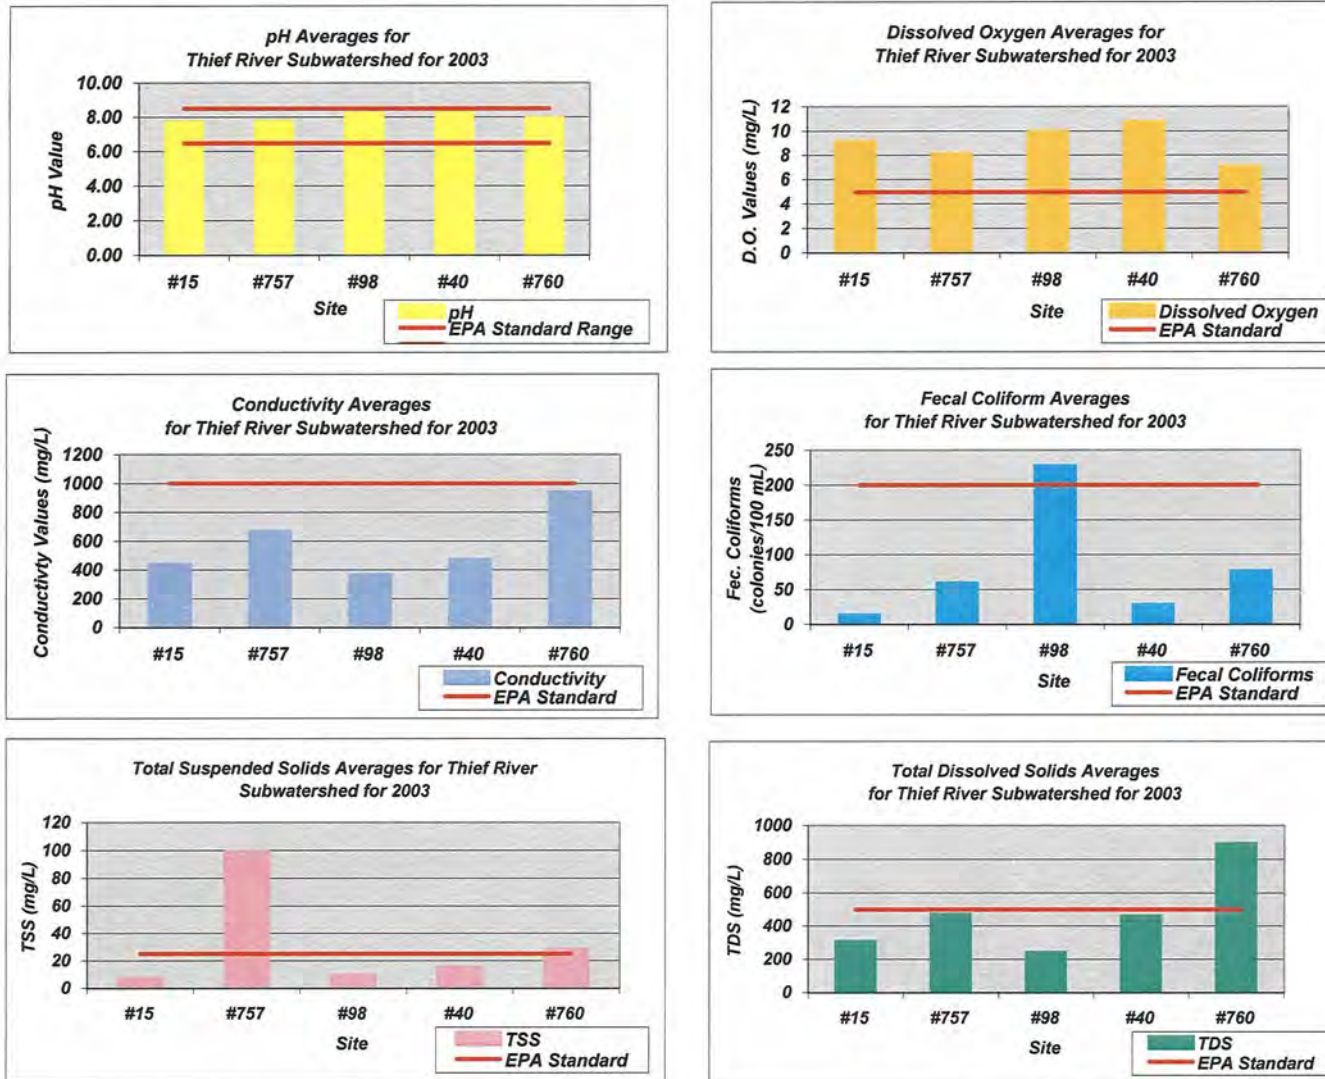 pH Averages for
Thief River Subwatershed for 2003
pH Value
10.00
8.00
6.00
4.00
2.00
0.00
#15 #757 #98 #40 #760
Site
pH
EPA Standard Range
Dissolved Oxygen Averages for
Thief River Subwatershed for 2003
D.O. Values (mg/L)
12
10
8
6
4
2
0
#15 #757 #98 #40 #760
Site
Dissolved Oxygen
EPA Standard
Conductivity Averages
for Thief River Subwatershed for 2003
Conductivty Values (mg/L)
1200
1000
800
600
400
200
0
#15 #757 #98 #40 #760
Conductivity
EPA Standard
Fecal Coliform Averages
for Thief River Subwatershed for 2003
Fec. Coliforms
(colonies/100 mL)
250
200
150
100
50
0
#15 #757 #98 #40 #760
Site
Fecal Coliforms
EPA Standard
Total Suspended Solids Averages for Thief River
Subwatershed for 2003
TSS (mg/L)
120
100
80
60
40
20
0
#15 #757 #98 #40 #760
Site
TSS
EPA Standard
Total Dissolved Solids Averages
for Thief River Subwatershed for 2003
TDS (mg/L)
1000
800
600
400
200
0
#15 #757 #98 #40 #760
Site
TDS
EPA Standard